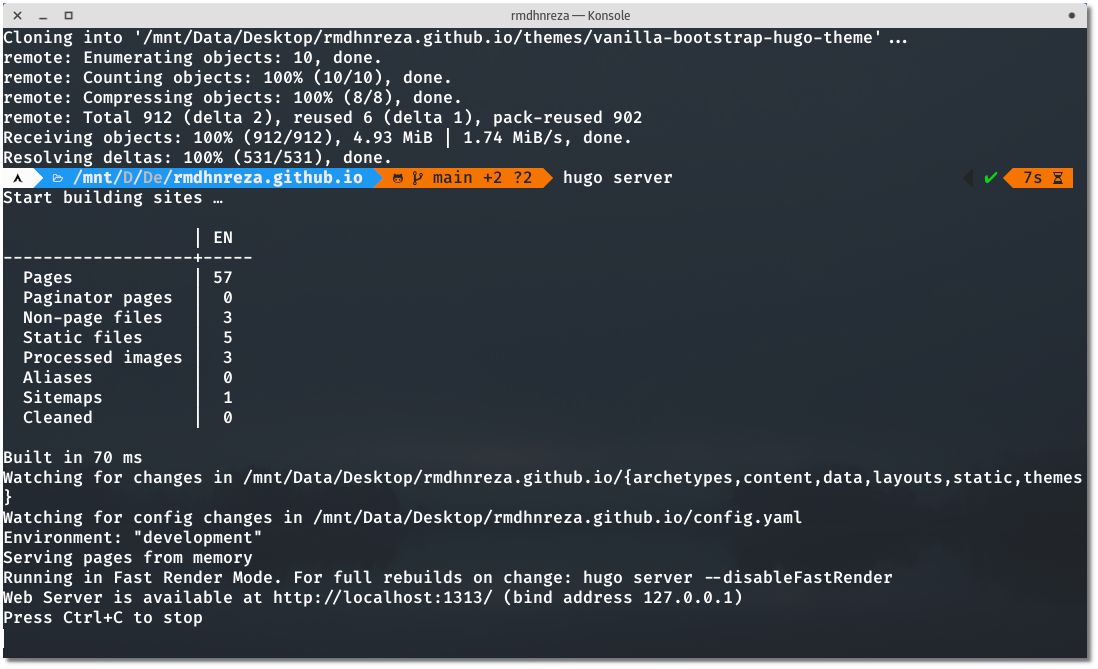 rmdhnreza — Konsole
Cloning into '/mnt/Data/Desktop/rmdhnreza.github.io/themes/vanilla-bootstrap-hugo-theme'...
remote: Enumerating objects: 10, done.
remote: Counting objects: 100% (10/10), done.
remote: Compressing objects: 100% (8/8), done.
remote: Total 912 (delta 2), reused 6 (delta 1), pack-reused 902
Receiving objects: 100% (912/912), 4.93 MiB | 1.74 MiB/s, done.
Resolving deltas: 100% (531/531), done.
/mnt/D/De/rmdhnreza.github.io main +2 ?2 hugo server ✔ 7s
Start building sites …
| EN
-------------------+-----
Pages | 57
Paginator pages | 0
Non-page files | 3
Static files | 5
Processed images | 3
Aliases | 0
Sitemaps | 1
Cleaned | 0
Built in 70 ms
Watching for changes in /mnt/Data/Desktop/rmdhnreza.github.io/{archetypes,content,data,layouts,static,themes
}
Watching for config changes in /mnt/Data/Desktop/rmdhnreza.github.io/config.yaml
Environment: "development"
Serving pages from memory
Running in Fast Render Mode. For full rebuilds on change: hugo server --disableFastRender
Web Server is available at http://localhost:1313/ (bind address 127.0.0.1)
Press Ctrl+C to stop